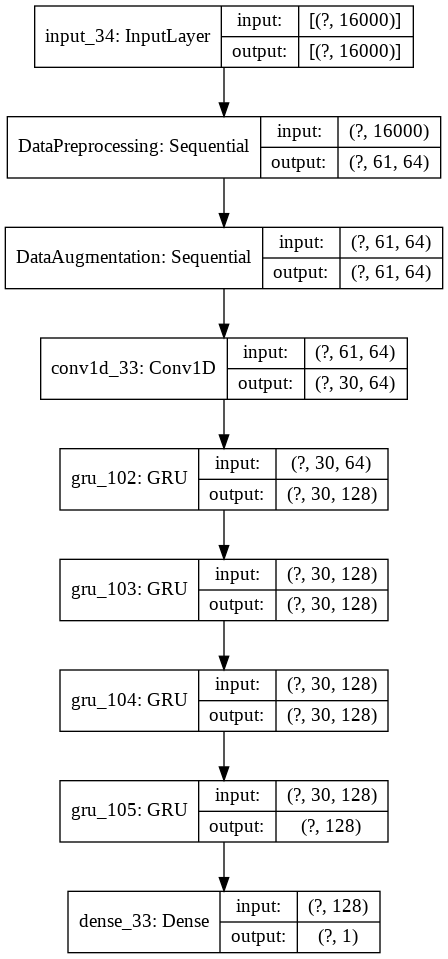 input_34: InputLayer
input: [(?, 16000)]
output: [(?, 16000)]
DataPreprocessing: Sequential
input: (?, 16000)
output: (?, 61, 64)
DataAugmentation: Sequential
input: (?, 61, 64)
output: (?, 61, 64)
conv1d_33: Conv1D
input: (?, 61, 64)
output: (?, 30, 64)
gru_102: GRU
input: (?, 30, 64)
output: (?, 30, 128)
gru_103: GRU
input: (?, 30, 128)
output: (?, 30, 128)
gru_104: GRU
input: (?, 30, 128)
output: (?, 30, 128)
gru_105: GRU
input: (?, 30, 128)
output: (?, 128)
dense_33: Dense
input: (?, 128)
output: (?, 1)